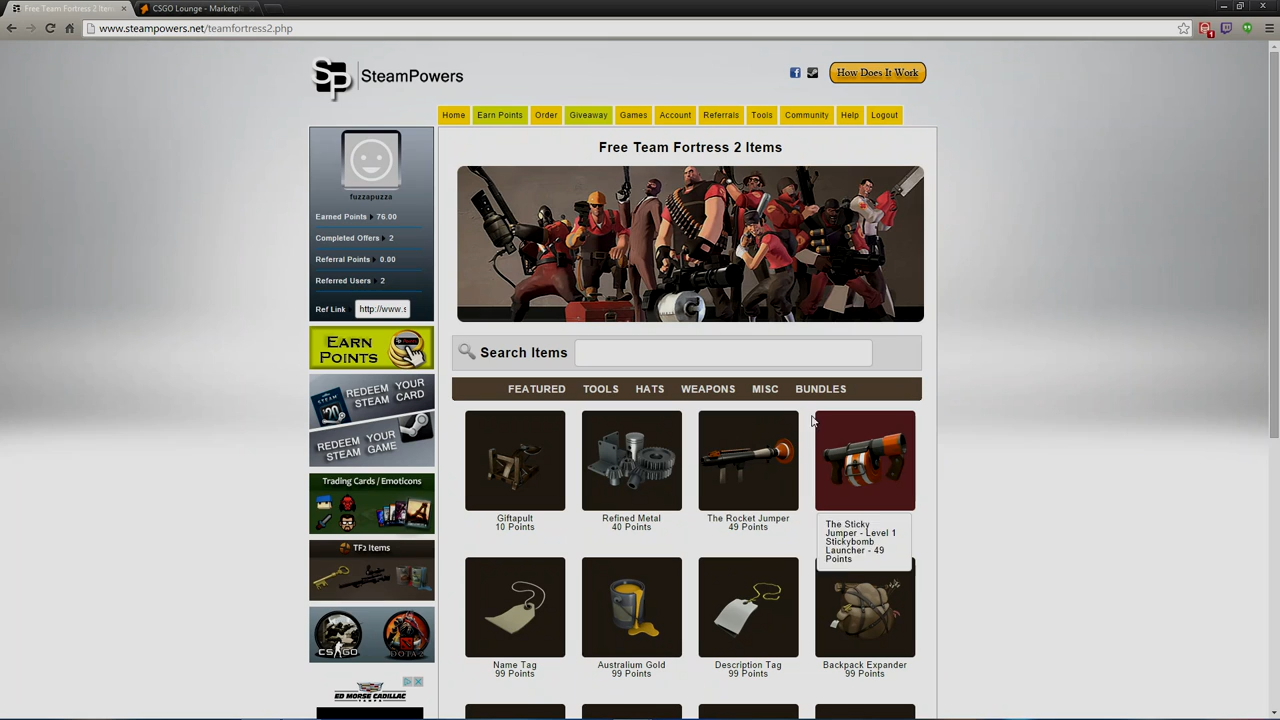 Free Team Fortress 2 Items
CSGO Lounge - Marketpla
www.steampowers.net/teamfortress2.php
1
SP SteamPowers
How Does It Work
Home Earn Points Order Giveaway Games Account Referrals Tools Community Help Logout
fuzzapuzza
Earned Points 76.00
Completed Offers 2
Referral Points 0.00
Referred Users 2
Ref Link http://www.s
EARN
POINTS
REDEEM YOUR
STEAM CARD
STEAM
20
REDEEM YOUR
STEAM GAME
Trading Cards / Emoticons
TF2 Items
CS:GO DOTA 2
ED MORSE CADILLAC
Free Team Fortress 2 Items
Search Items
FEATURED TOOLS HATS WEAPONS MISC BUNDLES
Giftapult
10 Points
Refined Metal
40 Points
The Rocket Jumper
49 Points
The Sticky
Jumper - Level 1
Stickybomb
Launcher - 49
Points
Name Tag
99 Points
Australium Gold
99 Points
Description Tag
99 Points
Backpack Expander
99 Points